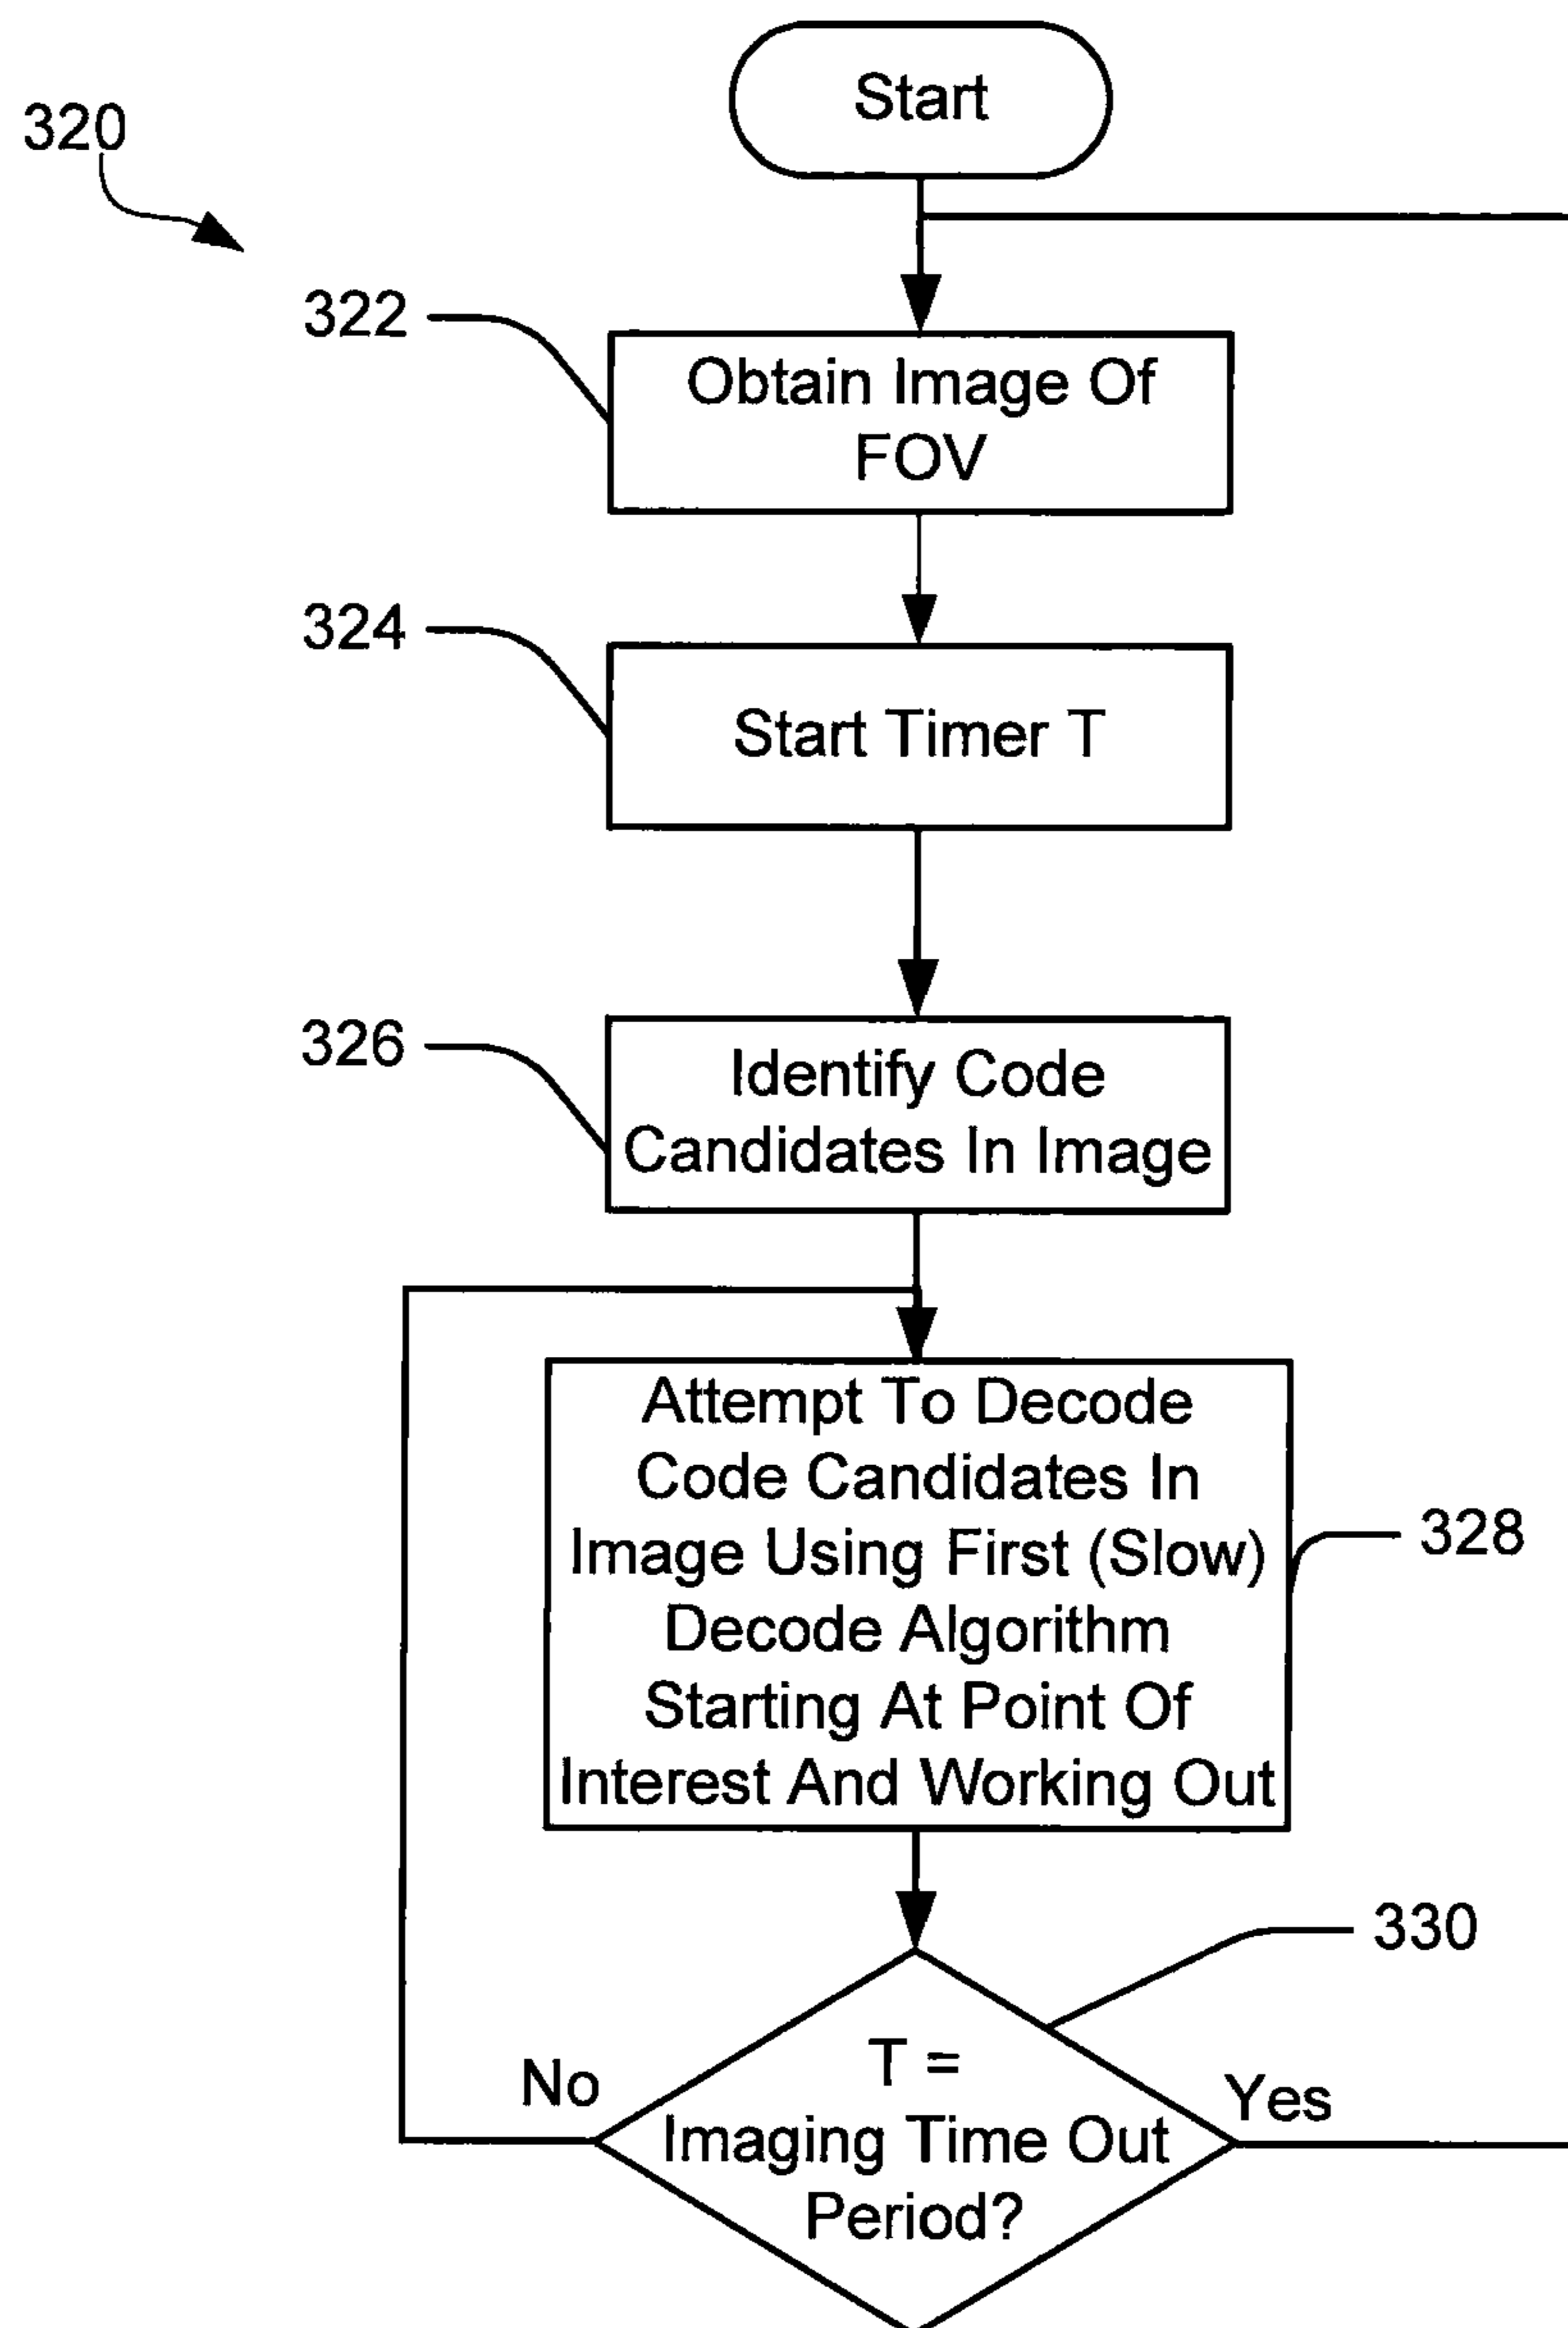 Start
320
322
Obtain Image Of
FOV
324
Start Timer T
326
Identify Code
Candidates In Image
Attempt To Decode
Code Candidates In
Image Using First (Slow)
Decode Algorithm
Starting At Point Of
Interest And Working Out
328
330
T =
Imaging Time Out
Period?
No
Yes